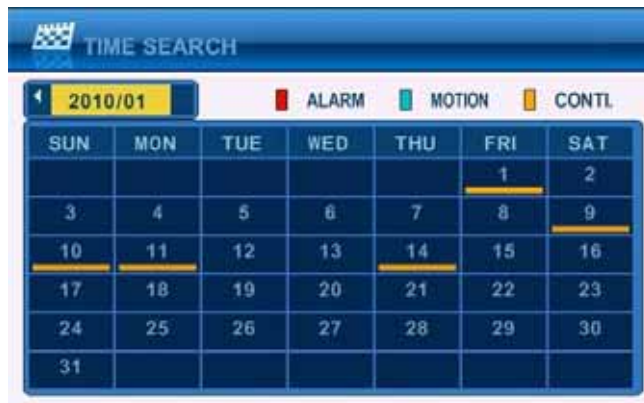 TIME SEARCH
2010/01 ALARM MOTION CONTI.
SUN MON TUE WED THU FRI SAT
1 2
3 4 5 6 7 8 9
10 11 12 13 14 15 16
17 18 19 20 21 22 23
24 25 26 27 28 29 30
31